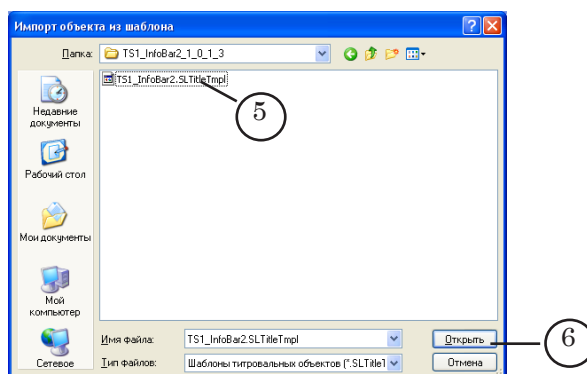 Импорт объекта из шаблона
Папка: TS1_InfoBar2_1_0_1_3
TS1_InfoBar2.SLTitleTmpl
5
Недавние
документы
Рабочий стол
Мои документы
Мой
компьютер
Сетевое
Имя файла: TS1_InfoBar2.SLTitleTmpl Открыть 6
Тип файлов: Шаблоны титровальных объектов (*.SLTitleT Отмена